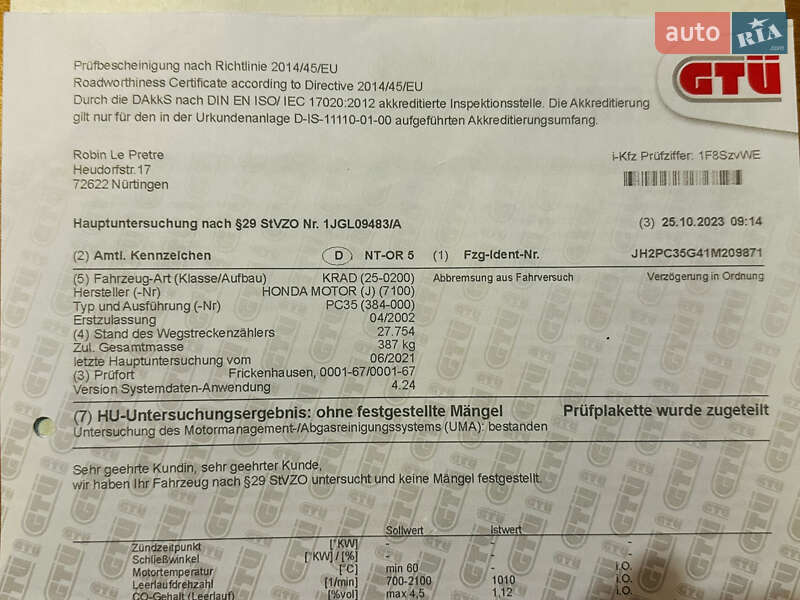 auto RIA.com
GTÜ
Prüfbescheinigung nach Richtlinie 2014/45/EU
Roadworthiness Certificate according to Directive 2014/45/EU
Durch die DAkkS nach DIN EN ISO/ IEC 17020:2012 akkreditierte Inspektionsstelle. Die Akkreditierung
gilt nur für den in der Urkundenanlage D-IS-11110-01-00 aufgeführten Akkreditierungsumfang.
Robin Le Pretre
Heudorfstr.17
72622 Nürtingen
i-Kfz Prüfziffer: 1F8SzvWE
Hauptuntersuchung nach §29 StVZO Nr. 1JGL09483/A (3) 25.10.2023 09:14
(2) Amtl. Kennzeichen D NT-OR 5 (1) Fzg-Ident-Nr. JH2PC35G41M209871
(5) Fahrzeug-Art (Klasse/Aufbau) KRAD (25-0200) Abbremsung aus Fahrversuch Verzögerung in Ordnung
Hersteller (-Nr) HONDA MOTOR (J) (7100)
Typ und Ausführung (-Nr) PC35 (384-000)
Erstzulassung 04/2002
(4) Stand des Wegstreckenzählers 27.754
Zul. Gesamtmasse 387 kg
letzte Hauptuntersuchung vom 06/2021
(3) Prüfort Frickenhausen, 0001-67/0001-67
Version Systemdaten-Anwendung 4.24
(7) HU-Untersuchungsergebnis: ohne festgestellte Mängel Prüfplakette wurde zugeteilt
Untersuchung des Motormanagement-/Abgasreinigungssystems (UMA): bestanden
Sehr geehrte Kundin, sehr geehrter Kunde,
wir haben Ihr Fahrzeug nach §29 StVZO untersucht und keine Mängel festgestellt.
Sollwert Istwert
Zündzeitpunkt [°KW] - -
Schließwinkel [°KW] / [%] - -
Motortemperatur [°C] min 60 - i.O.
Leerlaufdrehzahl [1/min] 700-2100 1010 i.O.
CO-Gehalt (Leerlauf) [%vol] max 4,5 1,12 i.O.